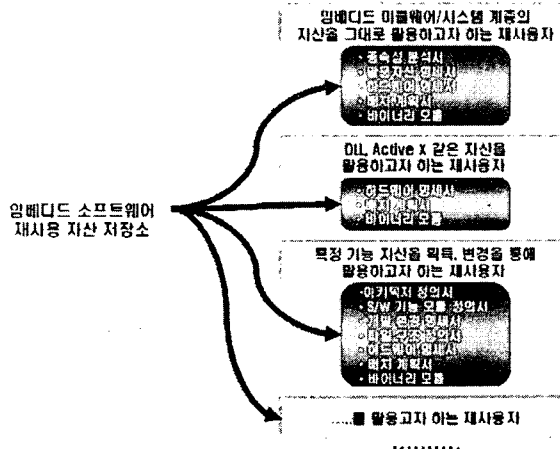 임베디드 소프트웨어
재사용 자산 저장소
임베디드 미들웨어/시스템 계층의
자산을 그대로 활용하고자 하는 재사용자
종속성 분석서
활용자산 명세서
하드웨어 명세서
배치 계획서
바이너리 모듈
DLL, Active X 같은 자산을
활용하고자 하는 재사용자
하드웨어 명세서
배치 계획서
바이너리 모듈
특정 기능 자산을 획득, 변경을 통해
활용하고자 하는 재사용자
아키텍처 정의서
S/W 기능 모듈 정의서
파일 구조 정의서
하드웨어 명세서
배치 계획서
바이너리 모듈
.....를 활용고자 하는 재사용자